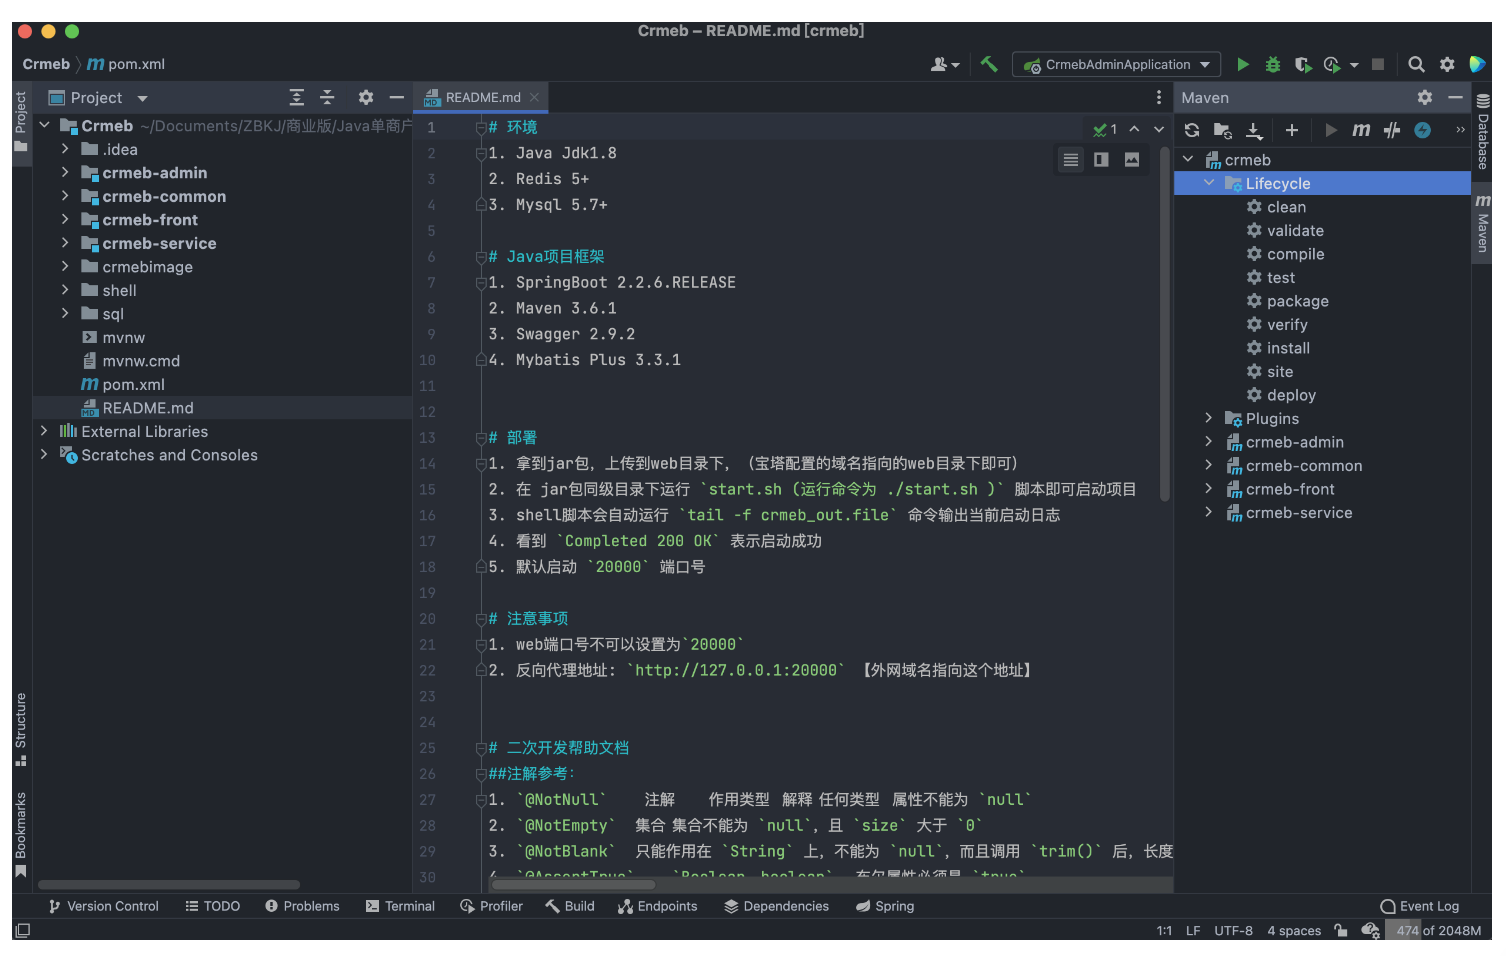 Crmeb – README.md [crmeb]
Crmeb
pom.xml
CrmebAdminApplication
Project
Project
README.md
Maven
Database
Maven
Crmeb ~/Documents/ZBKJ/商业版/Java单商户
.idea
crmeb-admin
crmeb-common
crmeb-front
crmeb-service
crmebimage
shell
sql
mvnw
mvnw.cmd
pom.xml
README.md
External Libraries
Scratches and Consoles
Structure
Bookmarks
1 # 环境
1
2 1. Java Jdk1.8
3 2. Redis 5+
4 3. Mysql 5.7+
5
6 # Java项目框架
7 1. SpringBoot 2.2.6.RELEASE
8 2. Maven 3.6.1
9 3. Swagger 2.9.2
10 4. Mybatis Plus 3.3.1
11
12
13 # 部署
14 1. 拿到jar包，上传到web目录下，（宝塔配置的域名指向的web目录下即可）
15 2. 在 jar包同级目录下运行 `start.sh (运行命令为 ./start.sh )` 脚本即可启动项目
16 3. shell脚本会自动运行 `tail -f crmeb_out.file` 命令输出当前启动日志
17 4. 看到 `Completed 200 OK` 表示启动成功
18 5. 默认启动 `20000` 端口号
19
20 # 注意事项
21 1. web端口号不可以设置为`20000`
22 2. 反向代理地址: `http://127.0.0.1:20000` 【外网域名指向这个地址】
23
24
25 # 二次开发帮助文档
26 ##注解参考：
27 1. `@NotNull` 注解 作用类型 解释 任何类型 属性不能为 `null`
28 2. `@NotEmpty` 集合 集合不能为 `null`，且 `size` 大于 `0`
29 3. `@NotBlank` 只能作用在 `String` 上，不能为 `null`，而且调用 `trim()` 后，长度
30 4. `@AssertTrue` `Boolean、boolean` 布尔属性必须是 `true`
crmeb
Lifecycle
clean
validate
compile
test
package
verify
install
site
deploy
Plugins
crmeb-admin
crmeb-common
crmeb-front
crmeb-service
Version Control
TODO
Problems
Terminal
Profiler
Build
Endpoints
Dependencies
Spring
Event Log
1:1 LF UTF-8 4 spaces 474 of 2048M